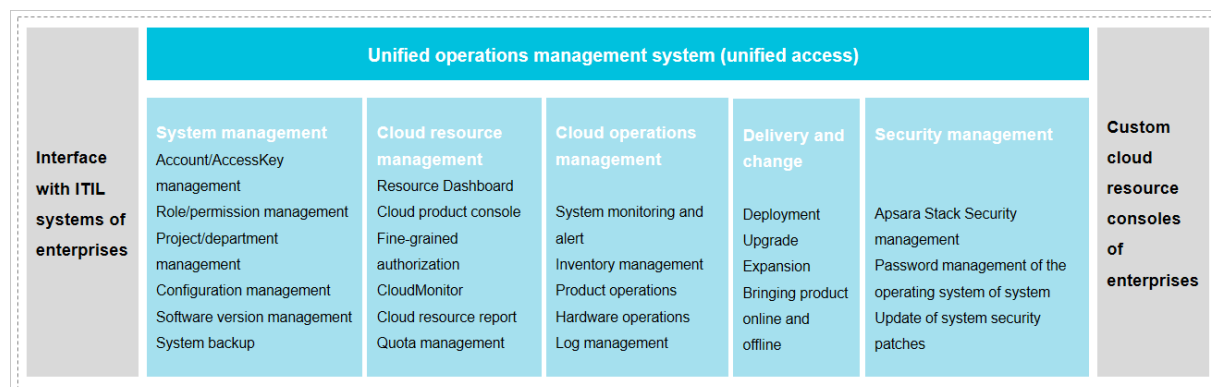 Unified operations management system (unified access)
Interface
with ITIL
systems of
enterprises
System management
Account/AccessKey
management
Role/permission management
Project/department
management
Configuration management
Software version management
System backup
Cloud resource
management
Resource Dashboard
Cloud product console
Fine-grained
authorization
CloudMonitor
Cloud resource report
Quota management
Cloud operations
management
System monitoring and
alert
Inventory management
Product operations
Hardware operations
Log management
Delivery and
change
Deployment
Upgrade
Expansion
Bringing product
online and
offline
Security management
Apsara Stack Security
management
Password management of the
operating system of system
Update of system security
patches
Custom
cloud
resource
consoles
of
enterprises